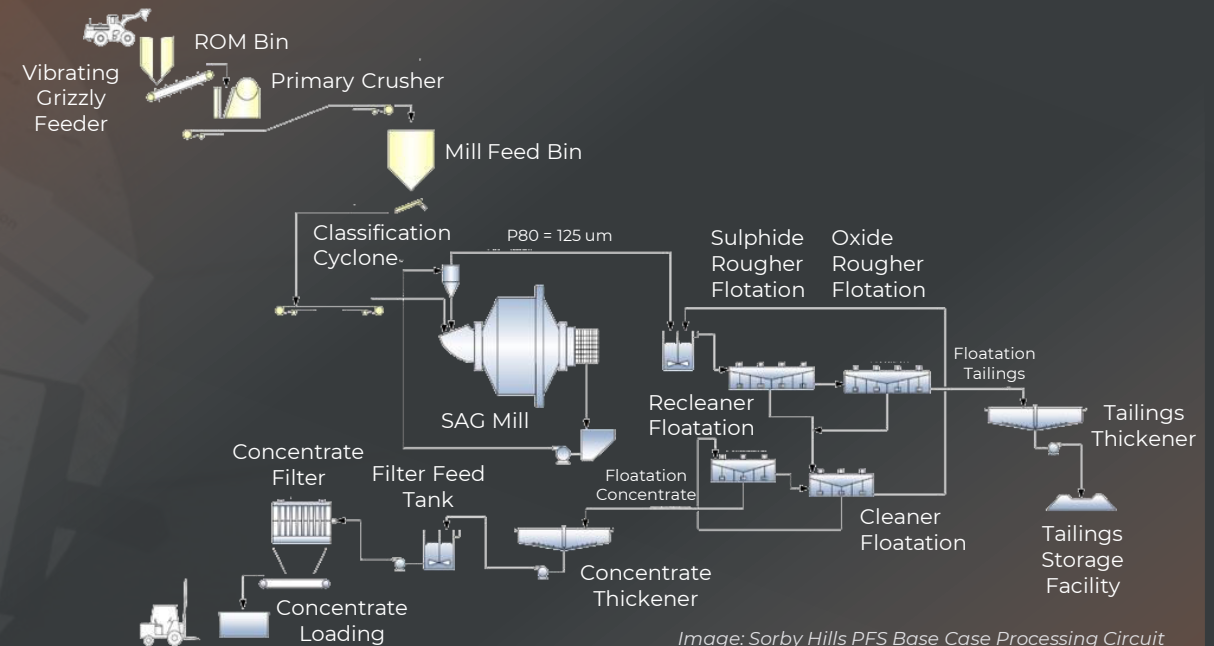 ROM Bin
Vibrating
Grizzly
Feeder
Primary Crusher
Mill Feed Bin
Classification
Cyclone
P80 = 125 um
Sulphide
Rougher
Flotation
Oxide
Rougher
Flotation
SAG Mill
Floatation
Tailings
Tailings
Thickener
Recleaner
Floatation
Concentrate
Filter
Filter Feed
Tank
Floatation
Concentrate
Cleaner
Floatation
Tailings
Storage
Facility
Concentrate
Thickener
Concentrate
Loading
Image: Sorby Hills PFS Base Case Processing Circuit